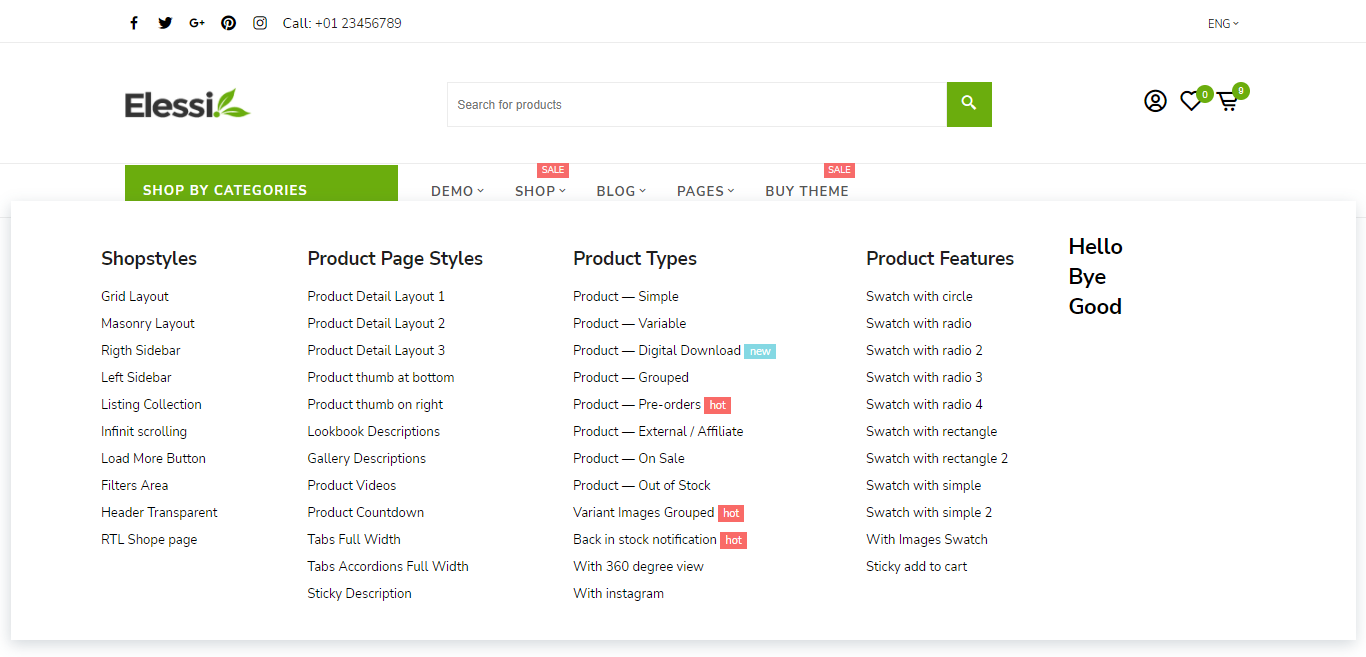 Call: +01 23456789
ENG
Elessi
Search for products
0
9
SHOP BY CATEGORIES
DEMO
SALE
SHOP
BLOG
PAGES
SALE
BUY THEME
Shopstyles
Grid Layout
Masonry Layout
Rigth Sidebar
Left Sidebar
Listing Collection
Infinit scrolling
Load More Button
Filters Area
Header Transparent
RTL Shope page
Product Page Styles
Product Detail Layout 1
Product Detail Layout 2
Product Detail Layout 3
Product thumb at bottom
Product thumb on right
Lookbook Descriptions
Gallery Descriptions
Product Videos
Product Countdown
Tabs Full Width
Tabs Accordions Full Width
Sticky Description
Product Types
Product — Simple
Product — Variable
Product — Digital Download new
Product — Grouped
Product — Pre-orders hot
Product — External / Affiliate
Product — On Sale
Product — Out of Stock
Variant Images Grouped hot
Back in stock notification hot
With 360 degree view
With instagram
Product Features
Swatch with circle
Swatch with radio
Swatch with radio 2
Swatch with radio 3
Swatch with radio 4
Swatch with rectangle
Swatch with rectangle 2
Swatch with simple
Swatch with simple 2
With Images Swatch
Sticky add to cart
Hello
Bye
Good